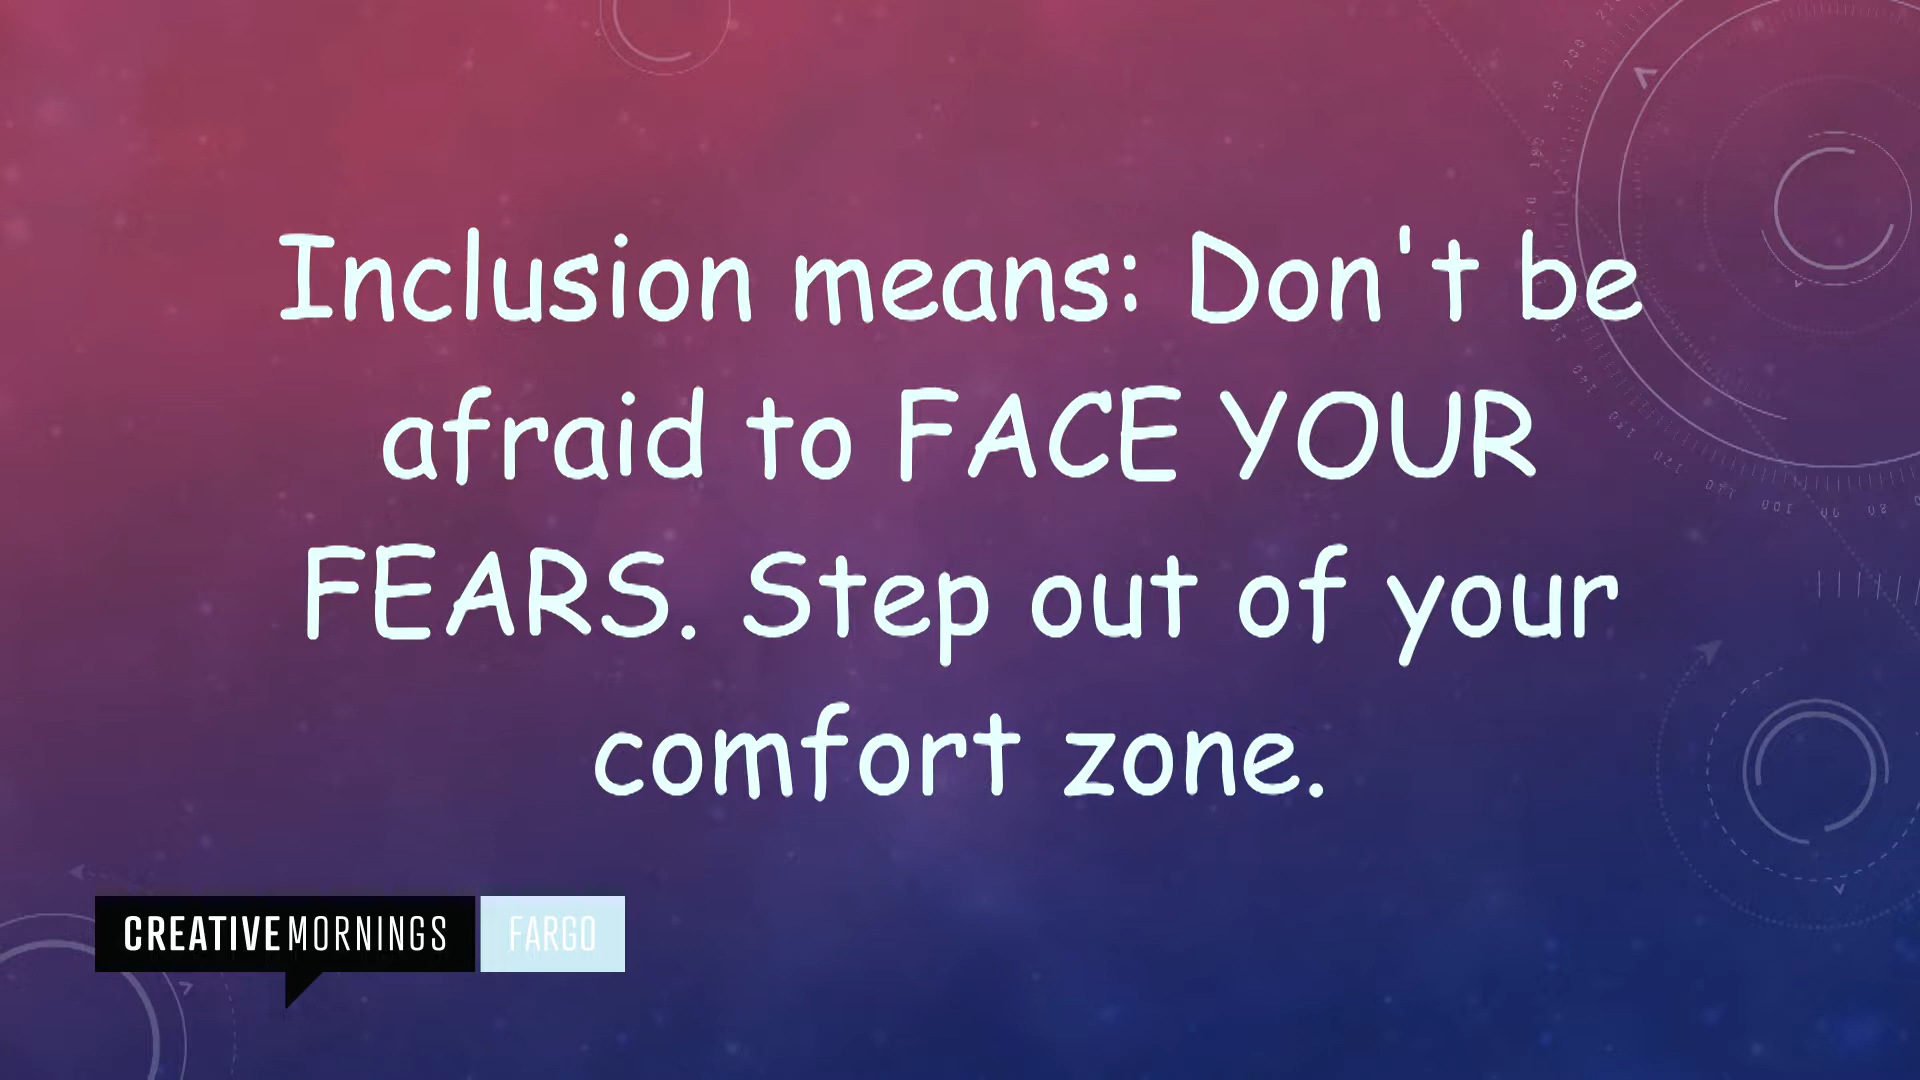 Inclusion means: Don't be
afraid to FACE YOUR
FEARS. Step out of your
comfort zone.
CREATIVEMORNINGS FARGO